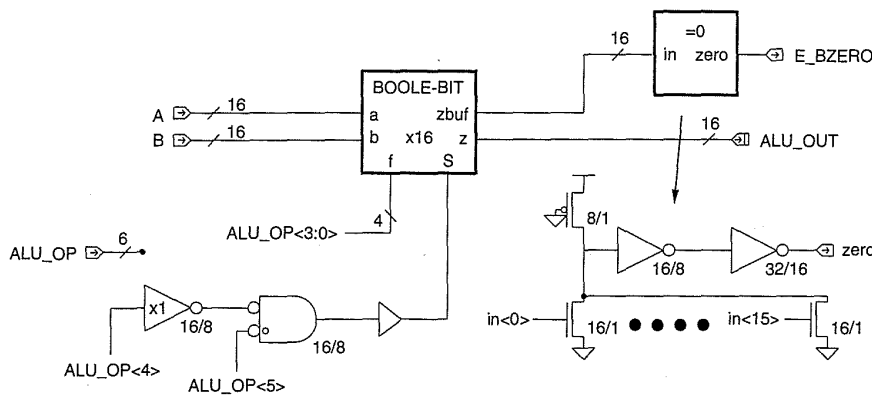 16
=0
in zero
E_BZERO
BOOLE-BIT
A 16
a zbuf
B 16
b x16 z
16
ALU_OUT
f S
4
ALU_OP<3:0>
8/1
ALU_OP 6
16/8
32/16
zero
x1
16/8
16/8
in<0>
16/1
in<15>
16/1
ALU_OP<4>
ALU_OP<5>